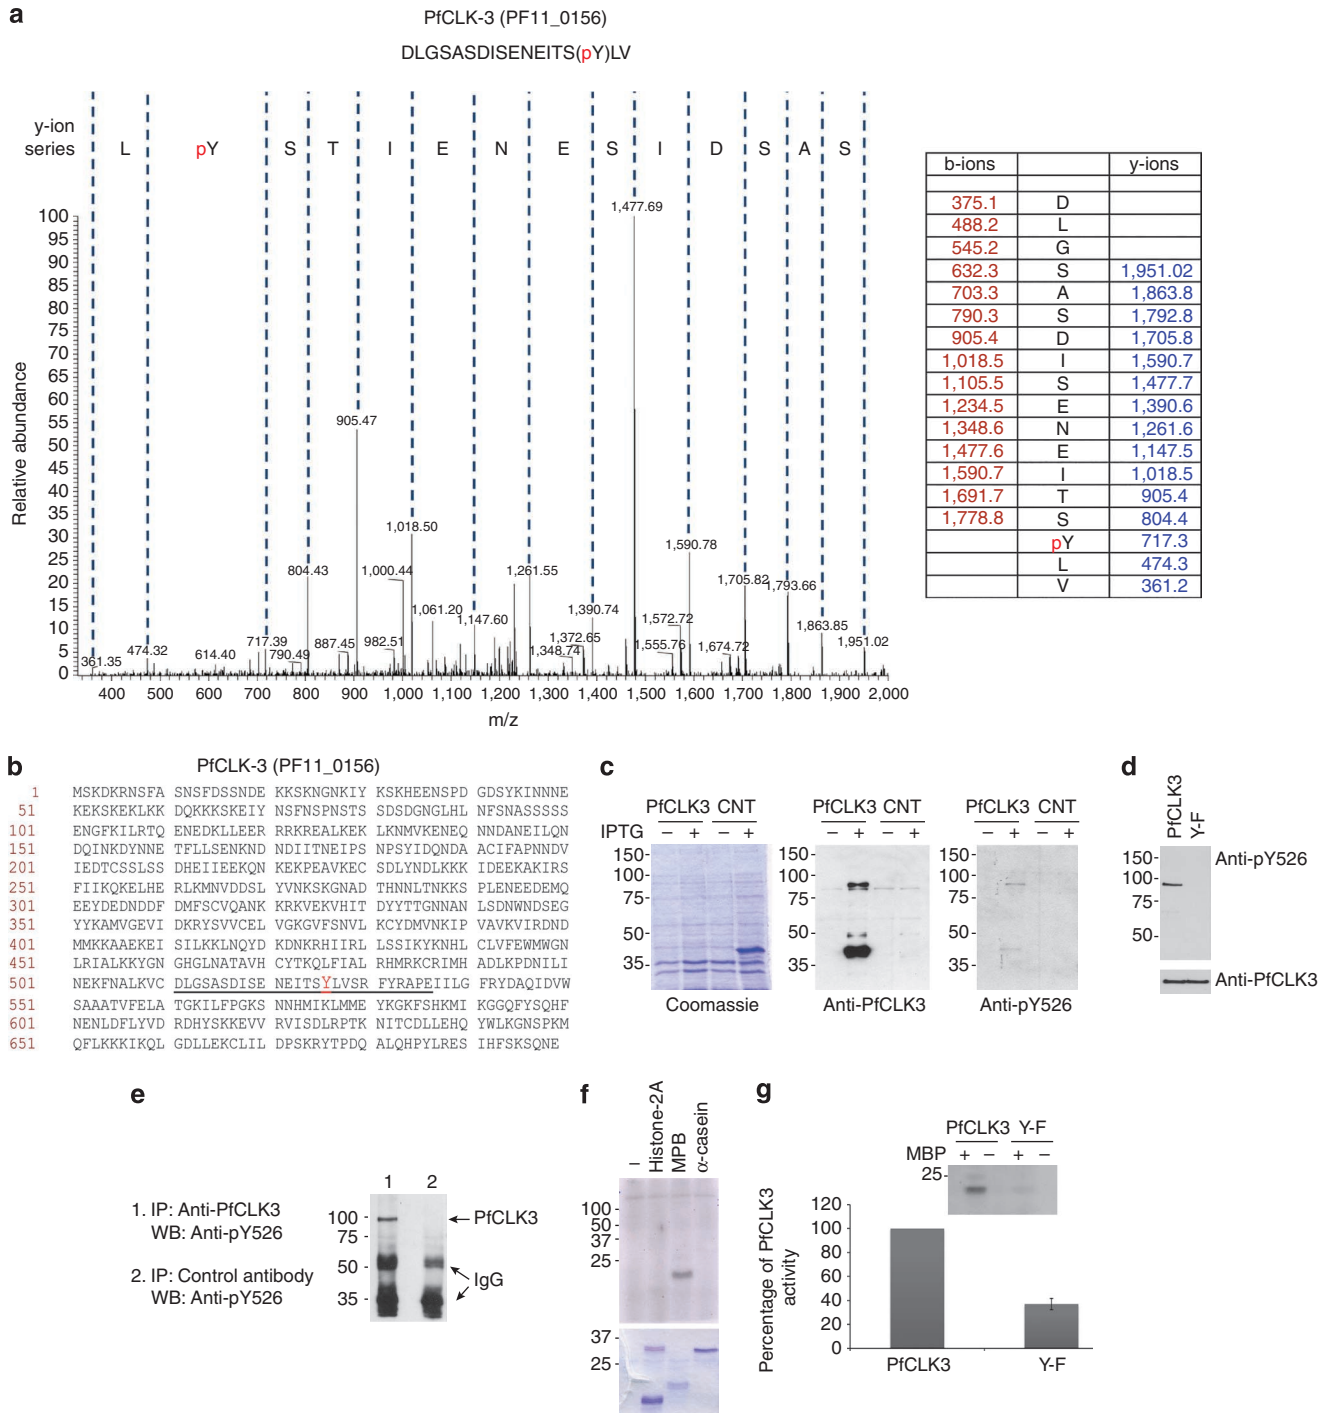 a
PfCLK-3 (PF11_0156)
DLGSASDISENEITS(pY)LV
y-ion series
L pY S T I E N E S I D S A S
Relative abundance
100
95
90
85
80
75
70
65
60
55
50
45
40
35
30
25
20
15
10
5
0
1,477.69
905.47
1,018.50
804.43
1,000.44
1,261.55
1,590.78
1,705.82
1,793.66
1,061.20
1,147.60
1,390.74
1,572.72
1,863.85
717.39
887.45
982.51
1,372.65
1,348.74
1,555.76
1,674.72
1,951.02
361.35
474.32
614.40
790.49
400 500 600 700 800 900 1,000 1,100 1,200 1,300 1,400 1,500 1,600 1,700 1,800 1,900 2,000
m/z
b-ions y-ions
375.1 D
488.2 L
545.2 G
632.3 S 1,951.02
703.3 A 1,863.8
790.3 S 1,792.8
905.4 D 1,705.8
1,018.5 I 1,590.7
1,105.5 S 1,477.7
1,234.5 E 1,390.6
1,348.6 N 1,261.6
1,477.6 E 1,147.5
1,590.7 I 1,018.5
1,691.7 T 905.4
1,778.8 S 804.4
pY 717.3
L 474.3
V 361.2
b
PfCLK-3 (PF11_0156)
1 MSKDKRNSFA SNSFDSSNDE KKSKNGNKIY KSKHEENSPD GDSYKINNNE
51 KEKSKEKLKK DQKKKSKEIY NSFNSPNSTS SDSDGNGLHL NFSNASSSSS
101 ENGFKILRTQ ENEDKLLEER RRKREALKEK LKNMVKENEQ NNDANEILQN
151 DQINKDYNNE TFLLSENKND NDIITNEIPS NPSYIDQNDA ACIFAPNNDV
201 IEDTCSSLSS DHEIIEEKQN KEKPEAVKEC SDLYNDLKKK IDEEKAKIRS
251 FIIKQKELHE RLKMNVDDSL YVNKSKGNAD THNNLTNKKS PLENEEDEMQ
301 EEYDEDNDDF DMFSCVQANK KRKVEKVHIT DYYTTGNNAN LSDNWNDSEG
351 YYKAMVGEVI DKRYSVVCEL VGKGVFSNVL KCYDMVNKIP VAVKVIRDND
401 MMKKAAEKEI SILKKLNQYD KDNKRHIIRL LSSIKYKNHL CLVFEWMWGN
451 LRIALKKYGN GHGLNATAVH CYTKQLFIAL RHMRKCRIMH ADLKPDNILI
501 NEKFNALKVC DLGSASDISE NEITSYLVSR FYRAPEIILG FRYDAQIDVW
551 SAAATVFELA TGKILFPGKS NNHMIKLMME YKGKFSHKMI KGGQFYSQHF
601 NENLDFLYVD RDHYSKKEVV RVISDLRPTK NITCDLLEHQ YWLKGNSPKM
651 QFLKKKIKQL GDLLEKCLIL DPSKRYTPDQ ALQHPYLRES IHFSKSQNE
c
PfCLK3 CNT PfCLK3 CNT PfCLK3 CNT
IPTG − + − + − + − + − + − +
150- 150- 150-
100- 100- 100-
75- 75- 75-
50- 50- 50-
35- 35- 35-
Coomassie Anti-PfCLK3 Anti-pY526
d
PfCLK3
Y-F
150-
100-
75-
50-
Anti-pY526
Anti-PfCLK3
e
1 2
1. IP: Anti-PfCLK3
WB: Anti-pY526
2. IP: Control antibody
WB: Anti-pY526
100 -
75 -
50 -
35 -
PfCLK3
IgG
f
−
Histone-2A
MPB
α-casein
100-
50-
37-
25-
37-
25-
g
PfCLK3 Y-F
MBP + − + −
25-
Percentage of PfCLK3 activity
120
100
80
60
40
20
0
PfCLK3 Y-F